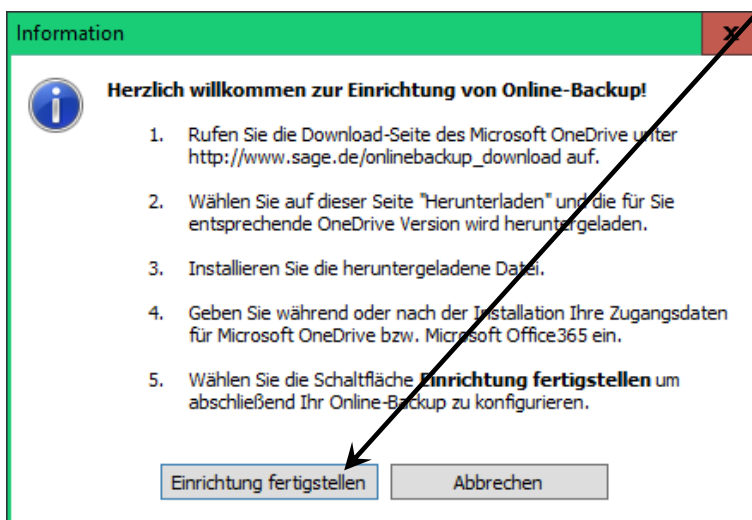 Information
x
Herzlich willkommen zur Einrichtung von Online-Backup!
1. Rufen Sie die Download-Seite des Microsoft OneDrive unter
http://www.sage.de/onlinebackup_download auf.
2. Wählen Sie auf dieser Seite "Herunterladen" und die für Sie
entsprechende OneDrive Version wird heruntergeladen.
3. Installieren Sie die heruntergeladene Datei.
4. Geben Sie während oder nach der Installation Ihre Zugangsdaten
für Microsoft OneDrive bzw. Microsoft Office365 ein.
5. Wählen Sie die Schaltfläche Einrichtung fertigstellen um
abschließend Ihr Online-Backup zu konfigurieren.
Einrichtung fertigstellen Abbrechen